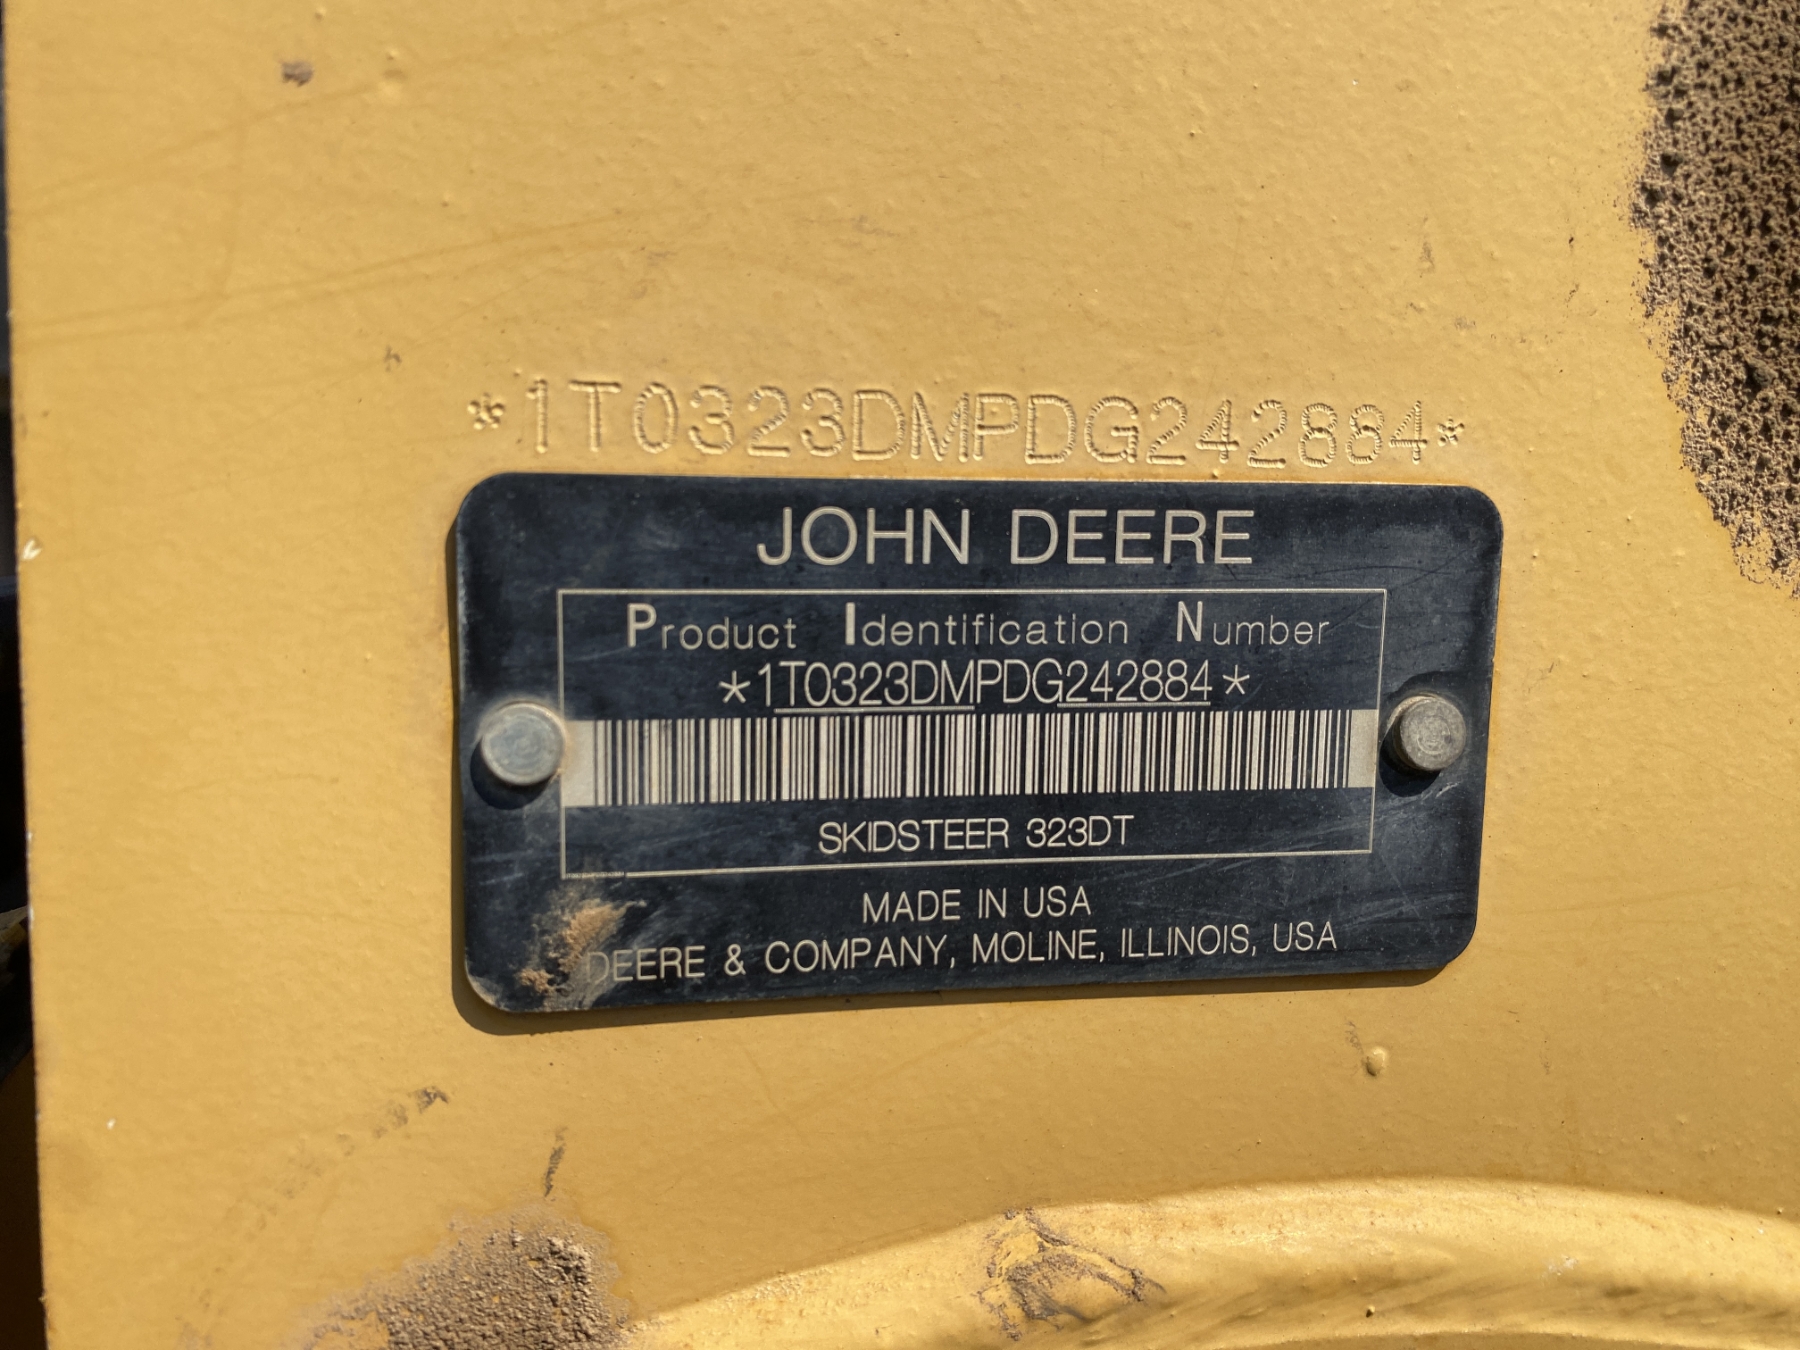 *1T0323DMPDG242884*
JOHN DEERE
Product Identification Number
*1T0323DMPDG242884*
SKIDSTEER 323DT
MADE IN USA
DEERE & COMPANY, MOLINE, ILLINOIS, USA